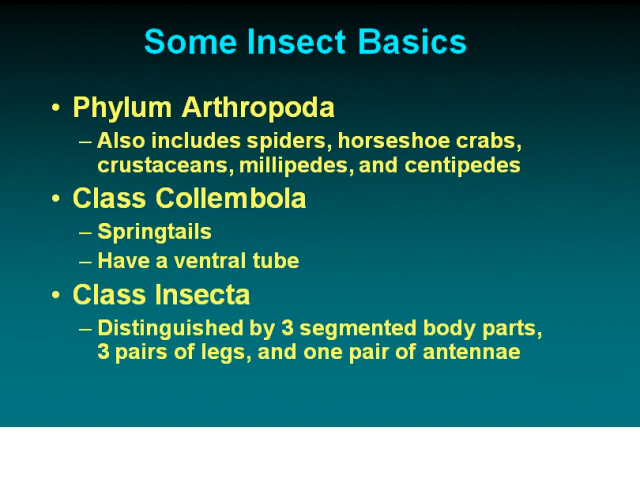 Some Insect Basics
• Phylum Arthropoda
– Also includes spiders, horseshoe crabs,
crustaceans, millipedes, and centipedes
• Class Collembola
– Springtails
– Have a ventral tube
• Class Insecta
– Distinguished by 3 segmented body parts,
3 pairs of legs, and one pair of antennae